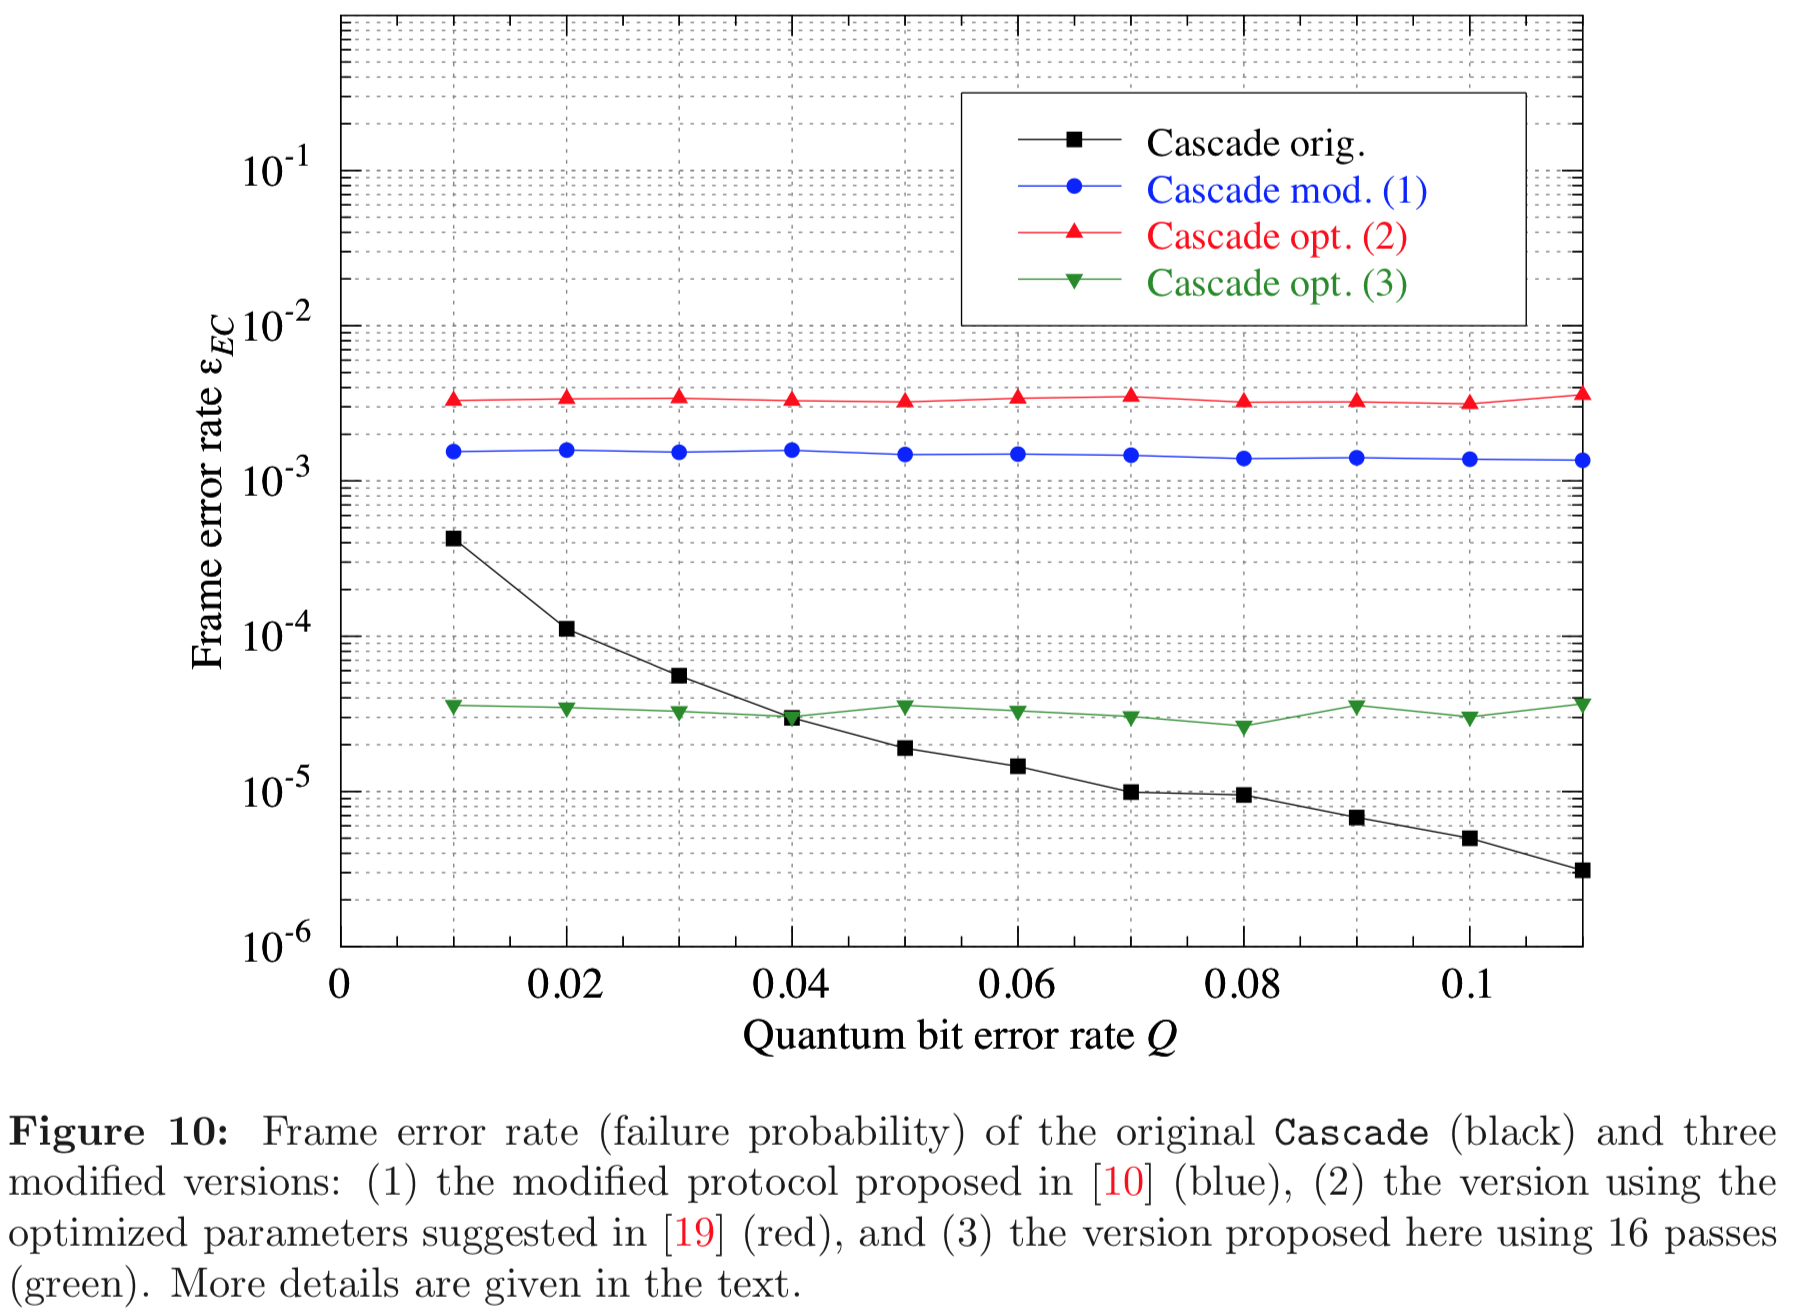 Cascade orig.
Cascade mod. (1)
Cascade opt. (2)
Cascade opt. (3)
10-1
10-2
10-3
10-4
10-5
10-6
Frame error rate εEC
0 0.02 0.04 0.06 0.08 0.1
Quantum bit error rate Q
Figure 10: Frame error rate (failure probability) of the original Cascade (black) and three
modified versions: (1) the modified protocol proposed in [10] (blue), (2) the version using the
optimized parameters suggested in [19] (red), and (3) the version proposed here using 16 passes
(green). More details are given in the text.